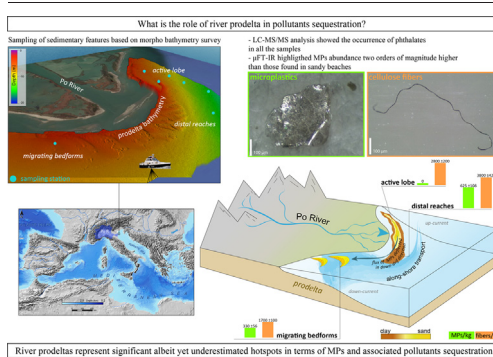 What is the role of river prodelta in pollutants sequestration?
Sampling of sedimentary features based on morpho bathymetry survey
- LC-MS/MS analysis showed the occurrence of phthalates
in all the samples
- µFT-IR highligthed MPs abundance two orders of magnitude higher
than those found in sandy beaches
microplastics
cellulose fibers
active lobe
Po River
prodelta bathymetry
distal reaches
migrating bedforms
sampling station
active lobe
distal reaches
Po River
up-current
along-shore transport
down-current
prodelta
migrating bedforms
clay
sand
MPs/kg
fibers/
River prodeltas represent significant albeit yet underestimated hotspots in terms of MPs and associated pollutants sequestration